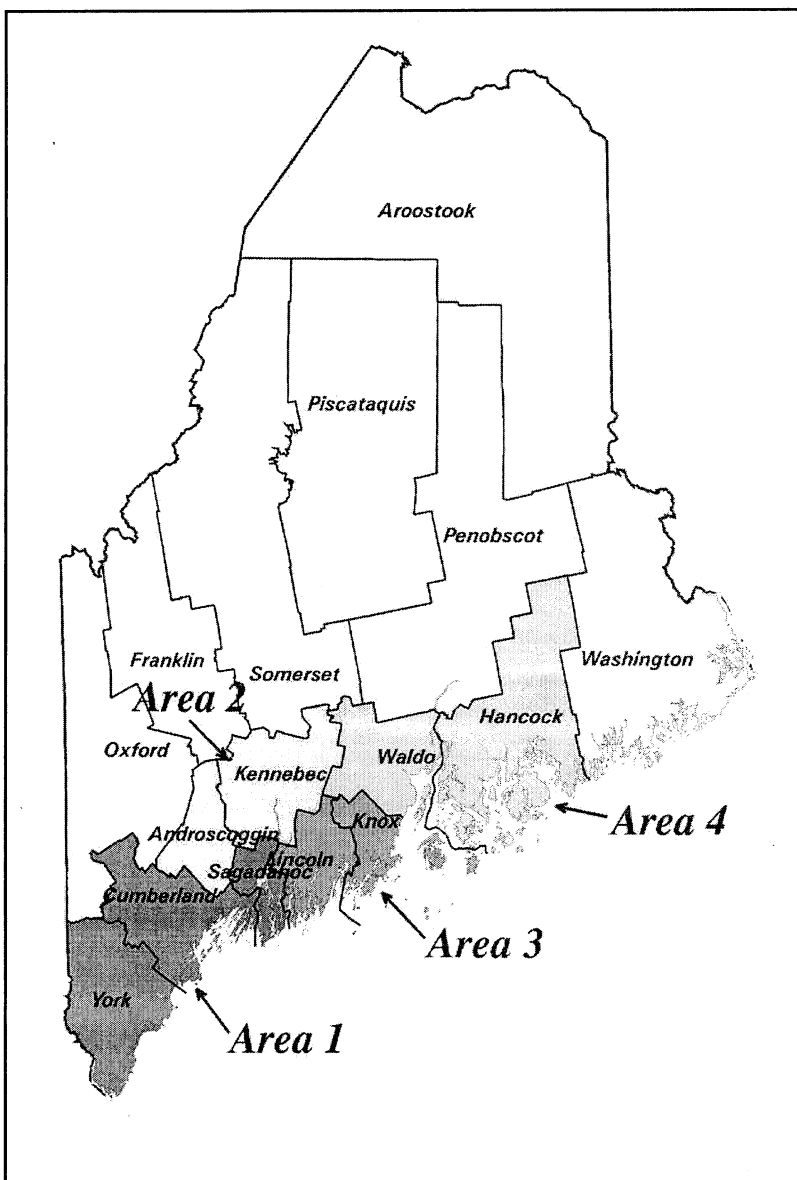 Aroostook
Piscataquis
Penobscot
Franklin
Somerset
Washington
Area 2
Hancock
Oxford
Waldo
Kennebec
Area 4
Knox
Androscoggin
Lincoln
Sagadahoc
Cumberland
Area 3
York
Area 1